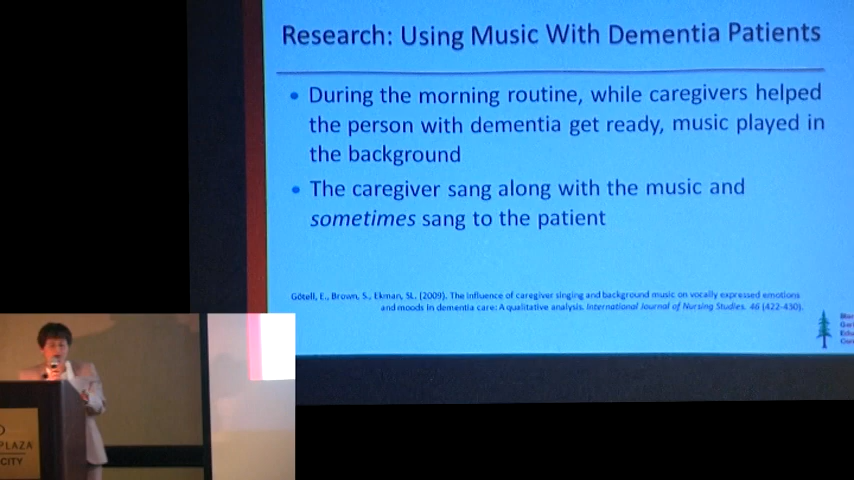 Research: Using Music With Dementia Patients
• During the morning routine, while caregivers helped
the person with dementia get ready, music played in
the background
• The caregiver sang along with the music and
sometimes sang to the patient
Götell, E., Brown, S., Ekman, SL. (2009). The influence of caregiver singing and background music on vocally expressed emotions
and moods in dementia care: A qualitative analysis. International Journal of Nursing Studies. 46 (422-430).
PLAZA
CITY